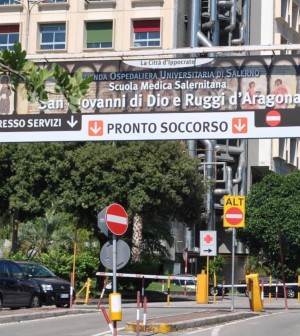 La Città d'Ippocrate
AZIENDA OSPEDALIERA UNIVERSITARIA DI SALERNO
Scuola Medica Salernitana
San Giovanni di Dio e Ruggi d'Aragona
RESSO SERVIZI
PRONTO SOCCORSO
ALT